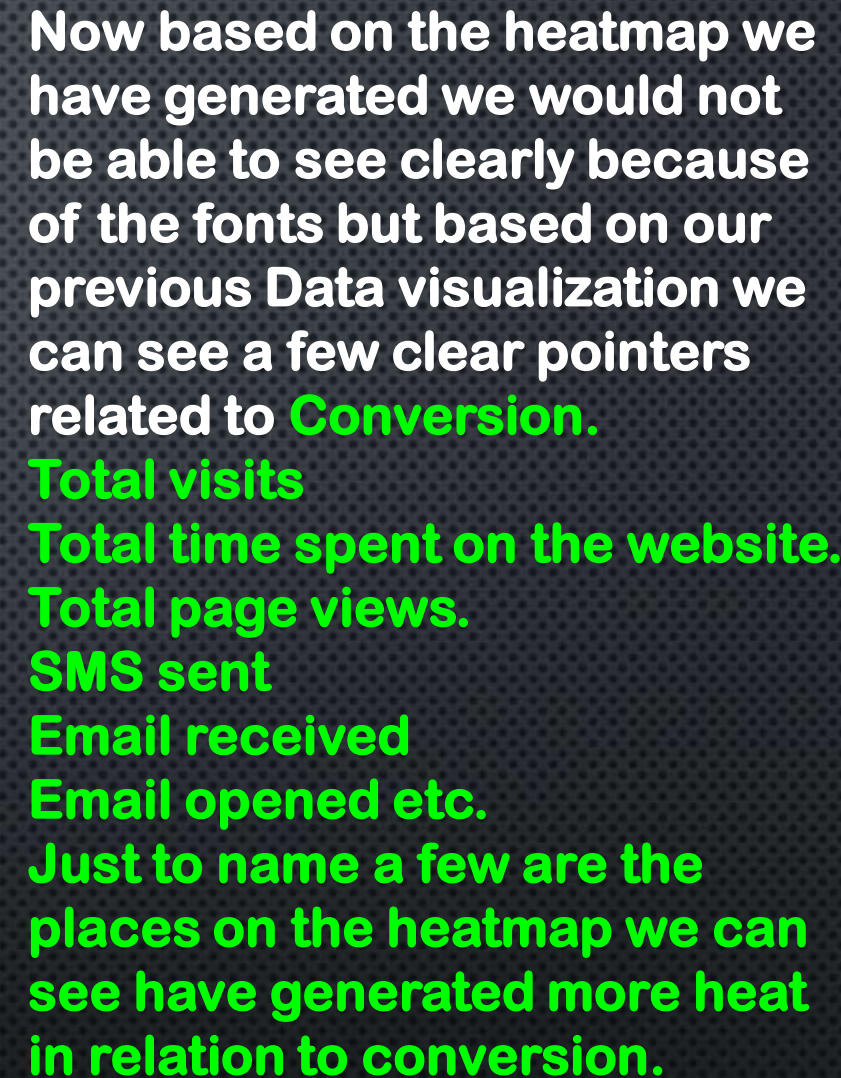 Now based on the heatmap we
have generated we would not
be able to see clearly because
of the fonts but based on our
previous Data visualization we
can see a few clear pointers
related to Conversion.
Total visits
Total time spent on the website.
Total page views.
SMS sent
Email received
Email opened etc.
Just to name a few are the
places on the heatmap we can
see have generated more heat
in relation to conversion.